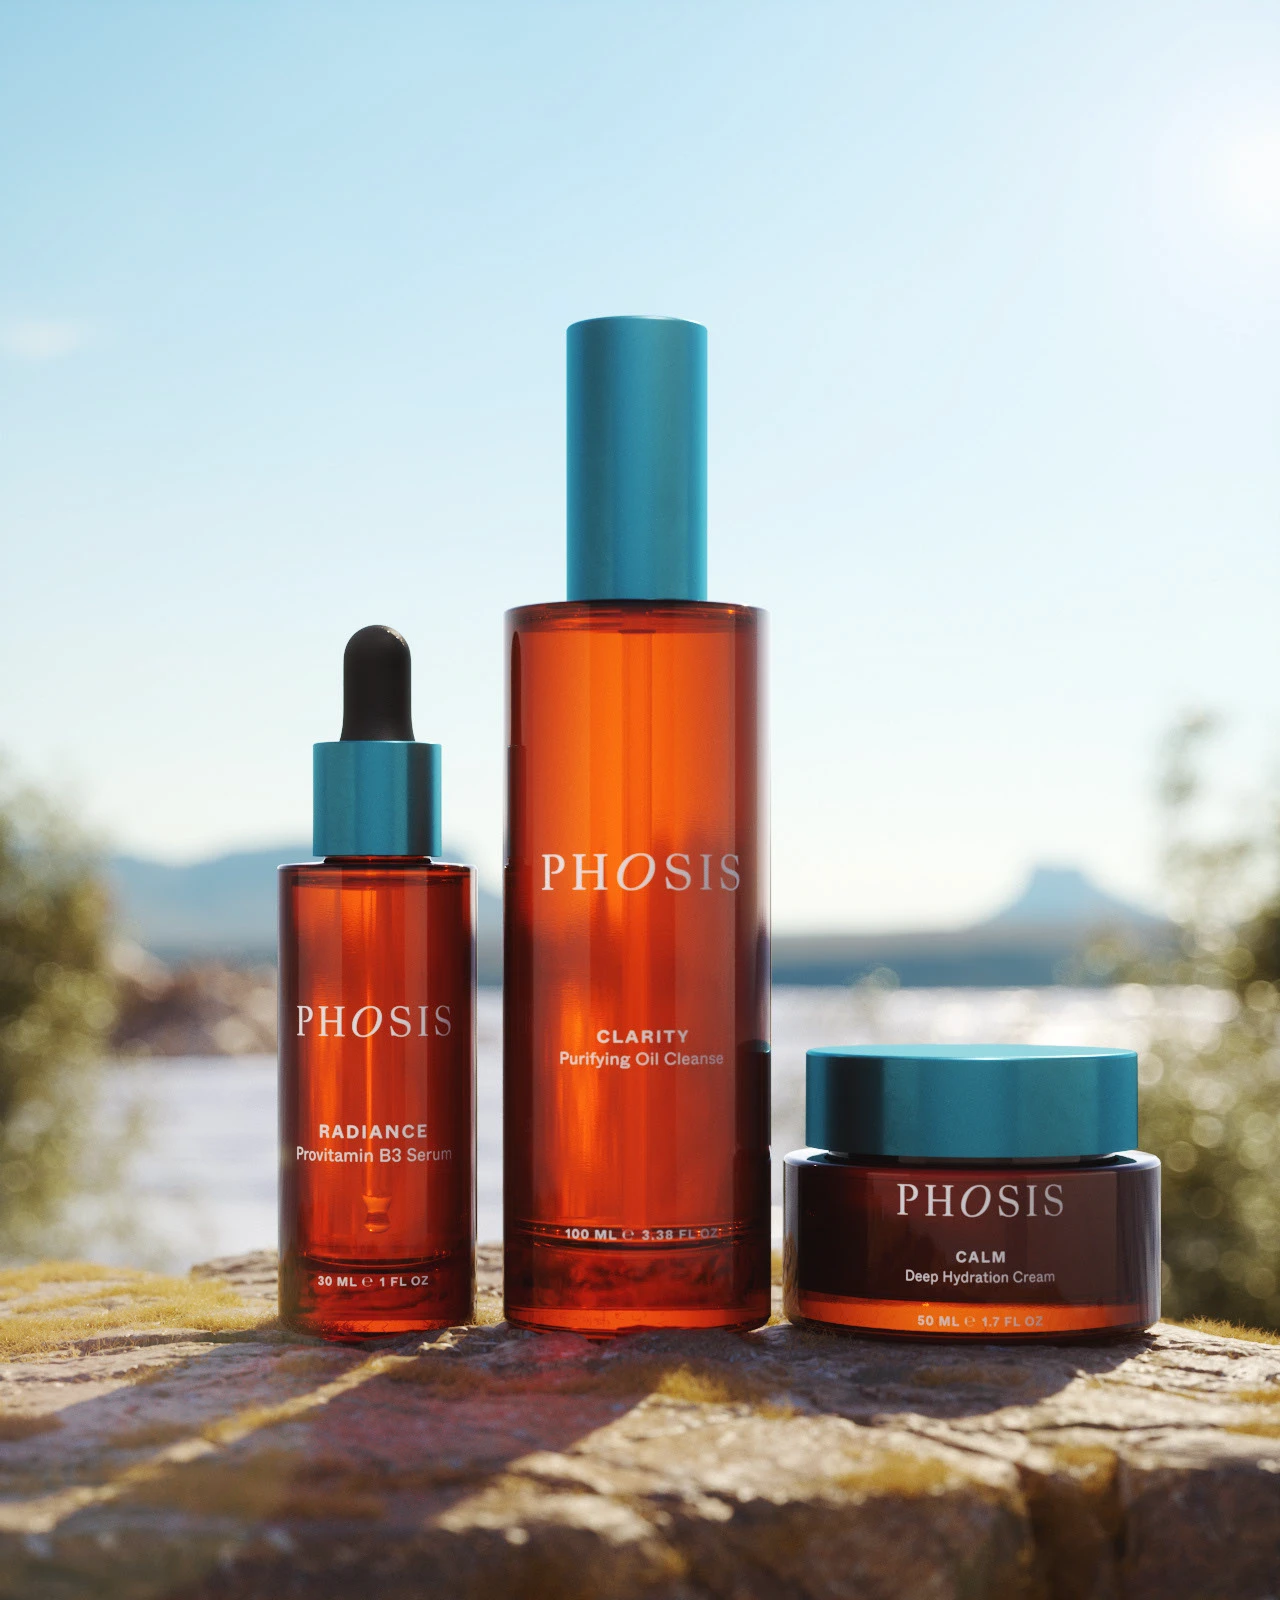 PHOSIS
RADIANCE
Provitamin B3 Serum
30 ML ℮ 1 FL OZ
PHOSIS
CLARITY
Purifying Oil Cleanse
100 ML ℮ 3.38 FL OZ
PHOSIS
CALM
Deep Hydration Cream
50 ML ℮ 1.7 FL OZ